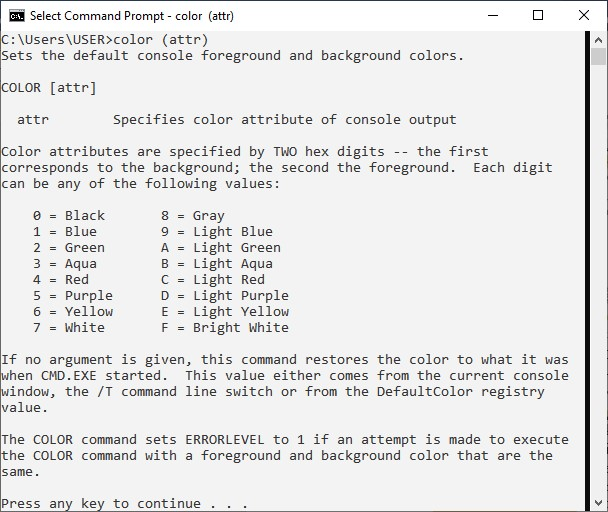 Select Command Prompt - color  (attr)
C:\Users\USER>color (attr)
Sets the default console foreground and background colors.

COLOR [attr]

  attr        Specifies color attribute of console output

Color attributes are specified by TWO hex digits -- the first
corresponds to the background; the second the foreground.  Each digit
can be any of the following values:

    0 = Black       8 = Gray
    1 = Blue        9 = Light Blue
    2 = Green       A = Light Green
    3 = Aqua        B = Light Aqua
    4 = Red         C = Light Red
    5 = Purple      D = Light Purple
    6 = Yellow      E = Light Yellow
    7 = White       F = Bright White

If no argument is given, this command restores the color to what it was
when CMD.EXE started.  This value either comes from the current console
window, the /T command line switch or from the DefaultColor registry
value.

The COLOR command sets ERRORLEVEL to 1 if an attempt is made to execute
the COLOR command with a foreground and background color that are the
same.

Press any key to continue . . .